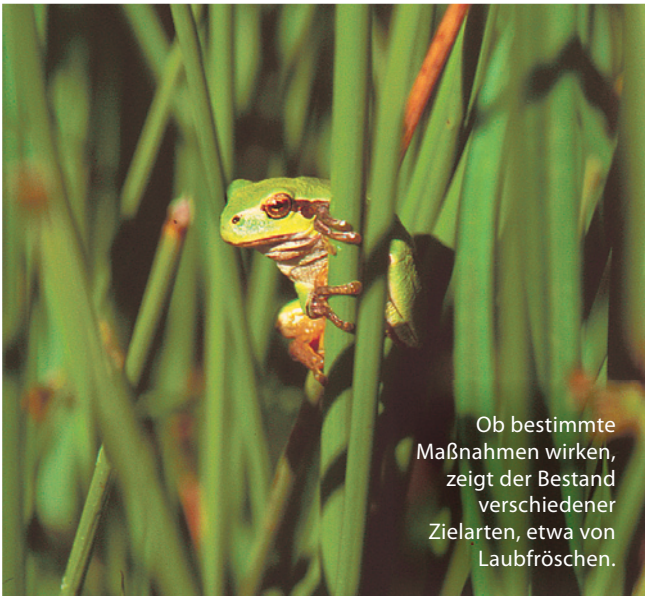 Ob bestimmte
Maßnahmen wirken,
zeigt der Bestand
verschiedener
Zielarten, etwa von
Laubfröschen.